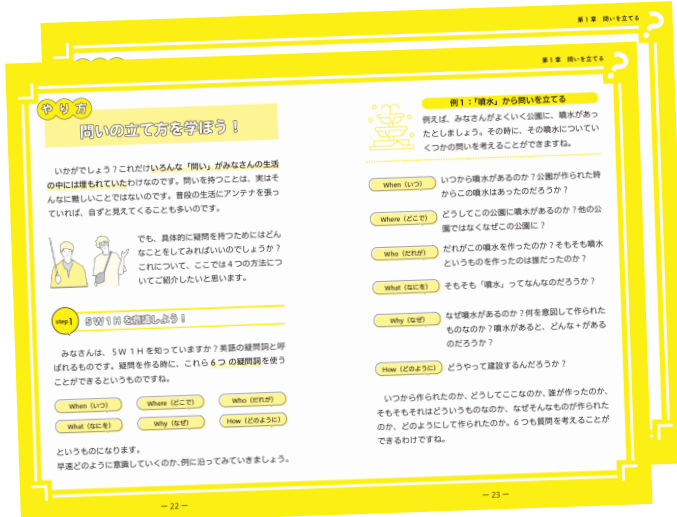 第1章 問いを立てる
第1章 問いを立てる
やり方
問いの立て方を学ぼう！
いかがでしょう？これだけいろんな「問い」がみなさんの生活
の中には埋もれていたわけなのです。問いを持つことは、実はそ
んなに難しいことではないのです。普段の生活にアンテナを張っ
ていれば、自ずと見えてくることも多いのです。
でも、具体的に疑問を持つためにはどん
なことをしてみればいいのでしょうか？
これについて、ここでは４つの方法につ
いてご紹介したいと思います。
step1
５Ｗ１Ｈを意識しよう！
みなさんは、５Ｗ１Ｈを知っていますか？英語の疑問詞と呼
ばれるものです。疑問を作る時に、これら６つの疑問詞を使う
ことができるというものですね。
When（いつ）
Where（どこで）
Who（だれが）
What（なにを）
Why（なぜ）
How（どのように）
というものになります。
早速どのように意識していくのか、例に沿ってみていきましょう。
― 22 ―
例１：「噴水」から問いを立てる
例えば、みなさんがよくいく公園に、噴水があっ
たとしましょう。その時に、その噴水についてい
くつかの問いを考えることができますね。
When（いつ）
いつから噴水があるのか？公園が作られた時
からこの噴水はあったのだろうか？
Where（どこで）
どうしてこの公園に噴水があるのか？他の公
園ではなくなぜこの公園に？
Who（だれが）
だれがこの噴水を作ったのか？そもそも噴水
というものを作ったのは誰だったのか？
What（なにを）
そもそも「噴水」ってなんなのだろうか？
Why（なぜ）
なぜ噴水があるのか？何を意図して作られた
ものなのか？噴水があると、どんな＋がある
のだろうか？
How（どのように）
どうやって建設するんだろうか？
いつから作られたのか、どうしてここなのか、誰が作ったのか、
そもそもそれはどういうものなのか、なぜそんなものが作られた
のか、どのようにして作られたのか。６つも質問を考えることが
できるわけですね。
― 23 ―